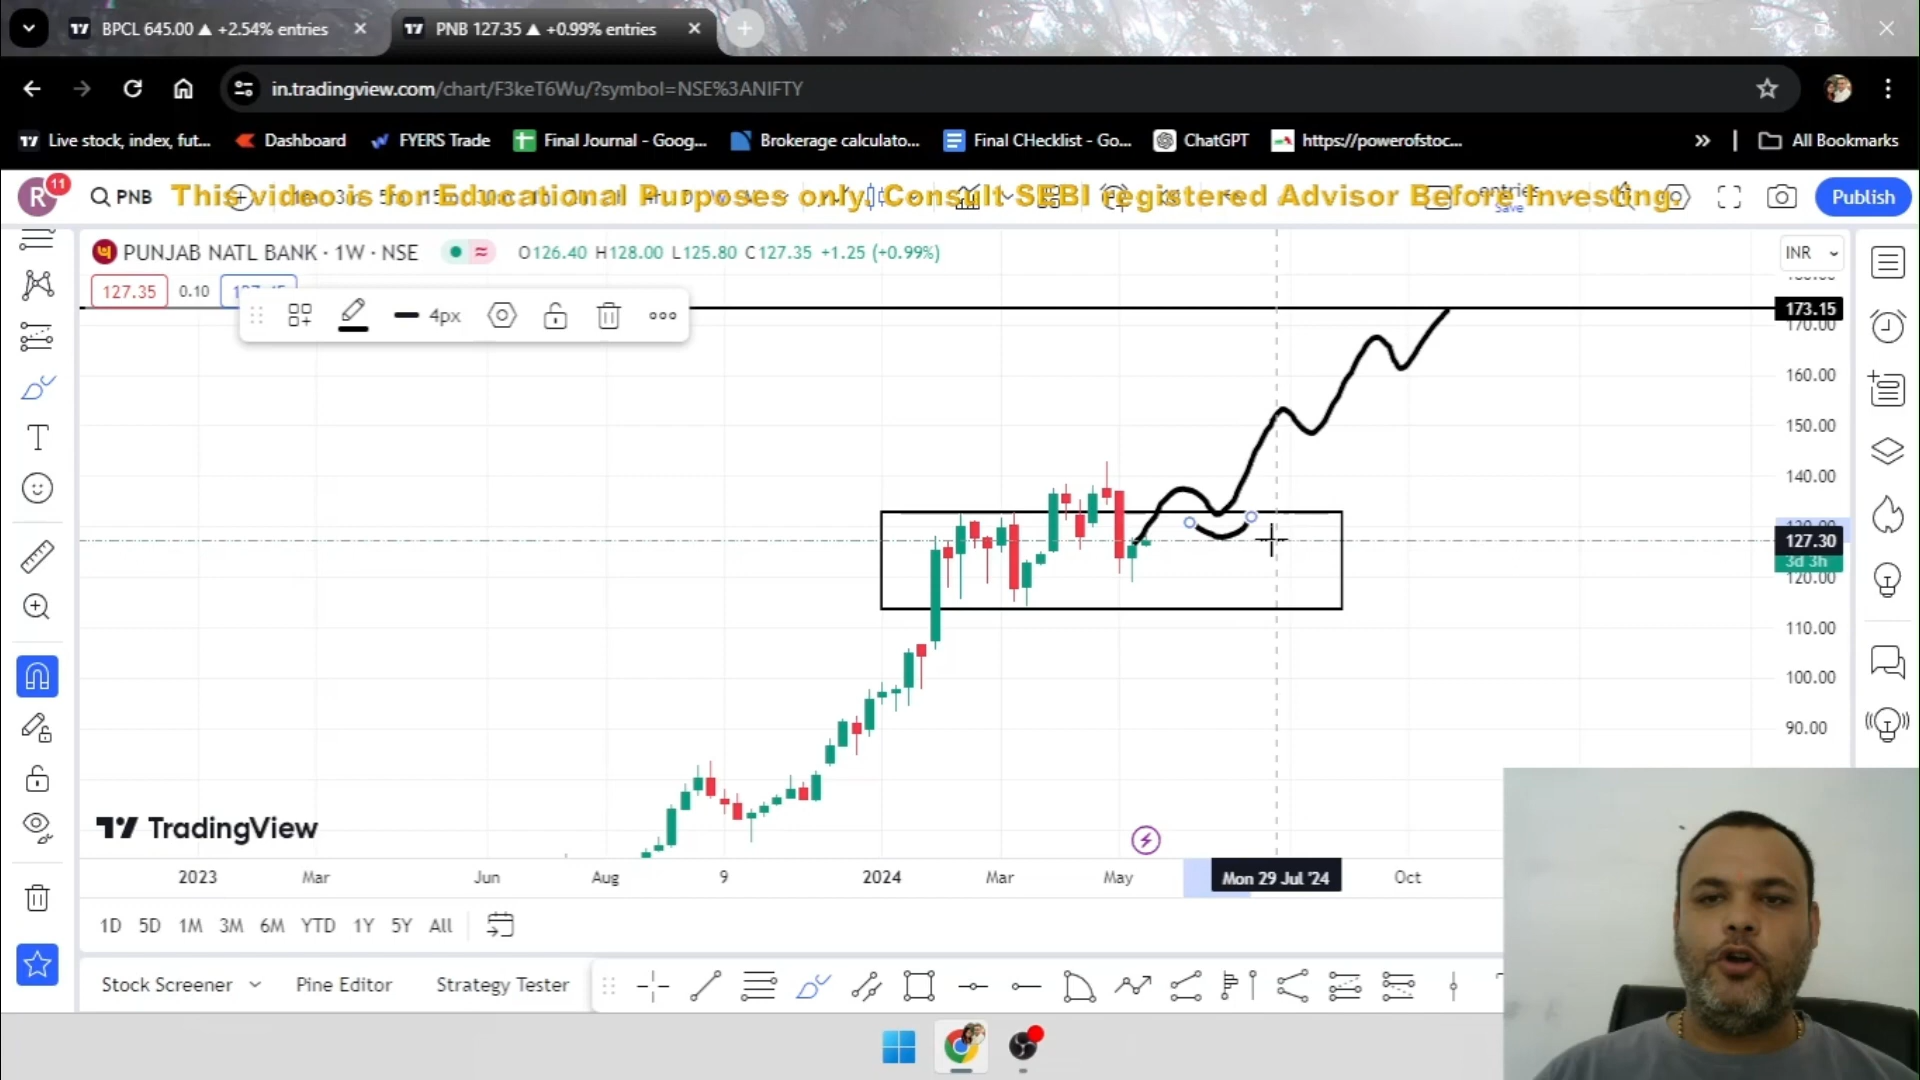 BPCL 645.00 ▲ +2.54% entries
PNB 127.35 ▲ +0.99% entries
in.tradingview.com/chart/F3keT6Wu/?symbol=NSE%3ANIFTY
Live stock, index, fut...
Dashboard
FYERS Trade
Final Journal - Goog...
Brokerage calculato...
Final CHecklist - Go...
ChatGPT
https://powerofstoc...
All Bookmarks
R
11
PNB
This video is for Educational Purposes only. Consult SEBI registered Advisor Before Investing.
entries
Save
Publish
PUNJAB NATL BANK · 1W · NSE
O126.40 H128.00 L125.80 C127.35 +1.25 (+0.99%)
INR
127.35
0.10
4px
173.15
170.00
160.00
150.00
140.00
127.30
3d 3h
120.00
110.00
100.00
90.00
TradingView
2023
Mar
Jun
Aug
9
2024
Mar
May
Mon 29 Jul '24
Oct
1D 5D 1M 3M 6M YTD 1Y 5Y All
Stock Screener
Pine Editor
Strategy Tester